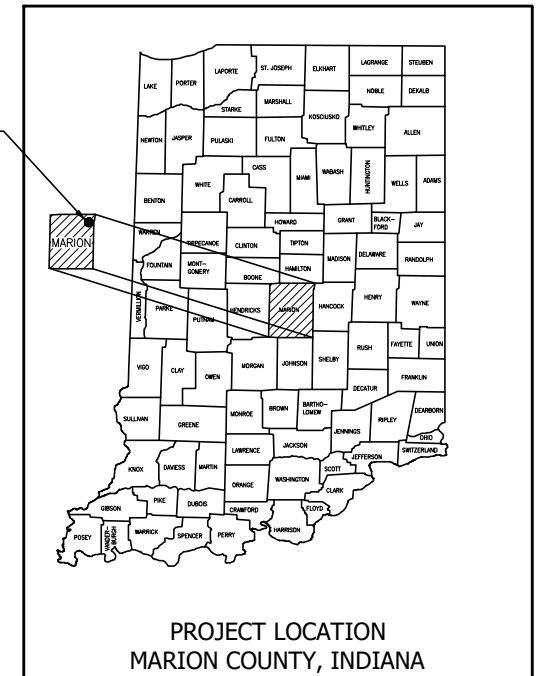 LAPORTE
ST. JOSEPH
ELKHART
LAGRANGE
STEUBEN
LAKE
PORTER
NOBLE
DEKALB
MARSHALL
STARKE
KOSCIUSKO
WHITLEY
ALLEN
NEWTON
JASPER
PULASKI
FULTON
CASS
MIAMI
WABASH
HUNTINGTON
WELLS
ADAMS
WHITE
BENTON
CARROLL
HOWARD
GRANT
BLACK-
FORD
JAY
WARREN
TIPPECANOE
CLINTON
TIPTON
MARION
MADISON
DELAWARE
RANDOLPH
HAMILTON
FOUNTAIN
MONT-
GOMERY
BOONE
VERMILLION
PARKE
PUTNAM
HENDRICKS
MARION
HANCOCK
HENRY
WAYNE
RUSH
FAYETTE
UNION
VIGO
CLAY
OWEN
MORGAN
JOHNSON
SHELBY
FRANKLIN
DECATUR
SULLIVAN
GREENE
MONROE
BROWN
BARTHO-
LOMEW
RIPLEY
DEARBORN
JENNINGS
OHIO
LAWRENCE
JACKSON
SWITZERLAND
JEFFERSON
KNOX
DAVIESS
MARTIN
SCOTT
WASHINGTON
ORANGE
CLARK
GIBSON
PIKE
DUBOIS
CRAWFORD
FLOYD
HARRISON
POSEY
VANDER-
BURGH
WARRICK
SPENCER
PERRY
PROJECT LOCATION
MARION COUNTY, INDIANA